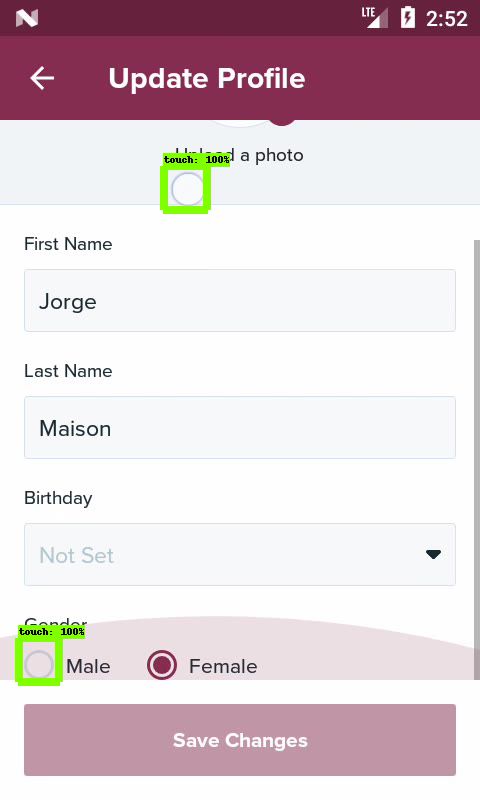 LTE 2:52
Update Profile
Upload a photo
touch: 100%
First Name
Jorge
Last Name
Maison
Birthday
Not Set
Gender
touch: 100%
Male Female
Save Changes